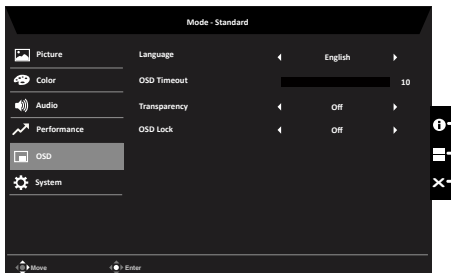 Mode - Standard
Picture
Language
English
Color
OSD Timeout
10
Audio
Transparency
Off
Performance
OSD Lock
Off
OSD
System
Move
Enter